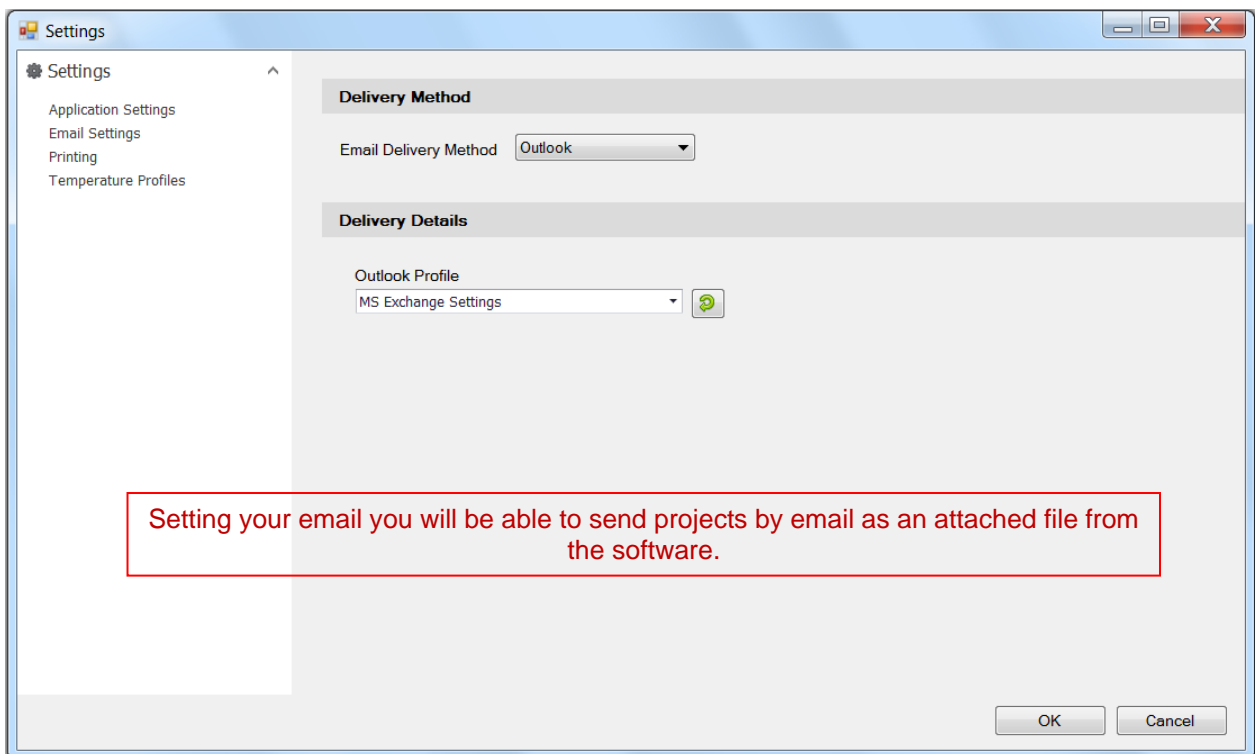 Settings
Settings
Application Settings
Email Settings
Printing
Temperature Profiles
Delivery Method
Email Delivery Method Outlook
Delivery Details
Outlook Profile
MS Exchange Settings
Setting your email you will be able to send projects by email as an attached file from
the software.
OK Cancel